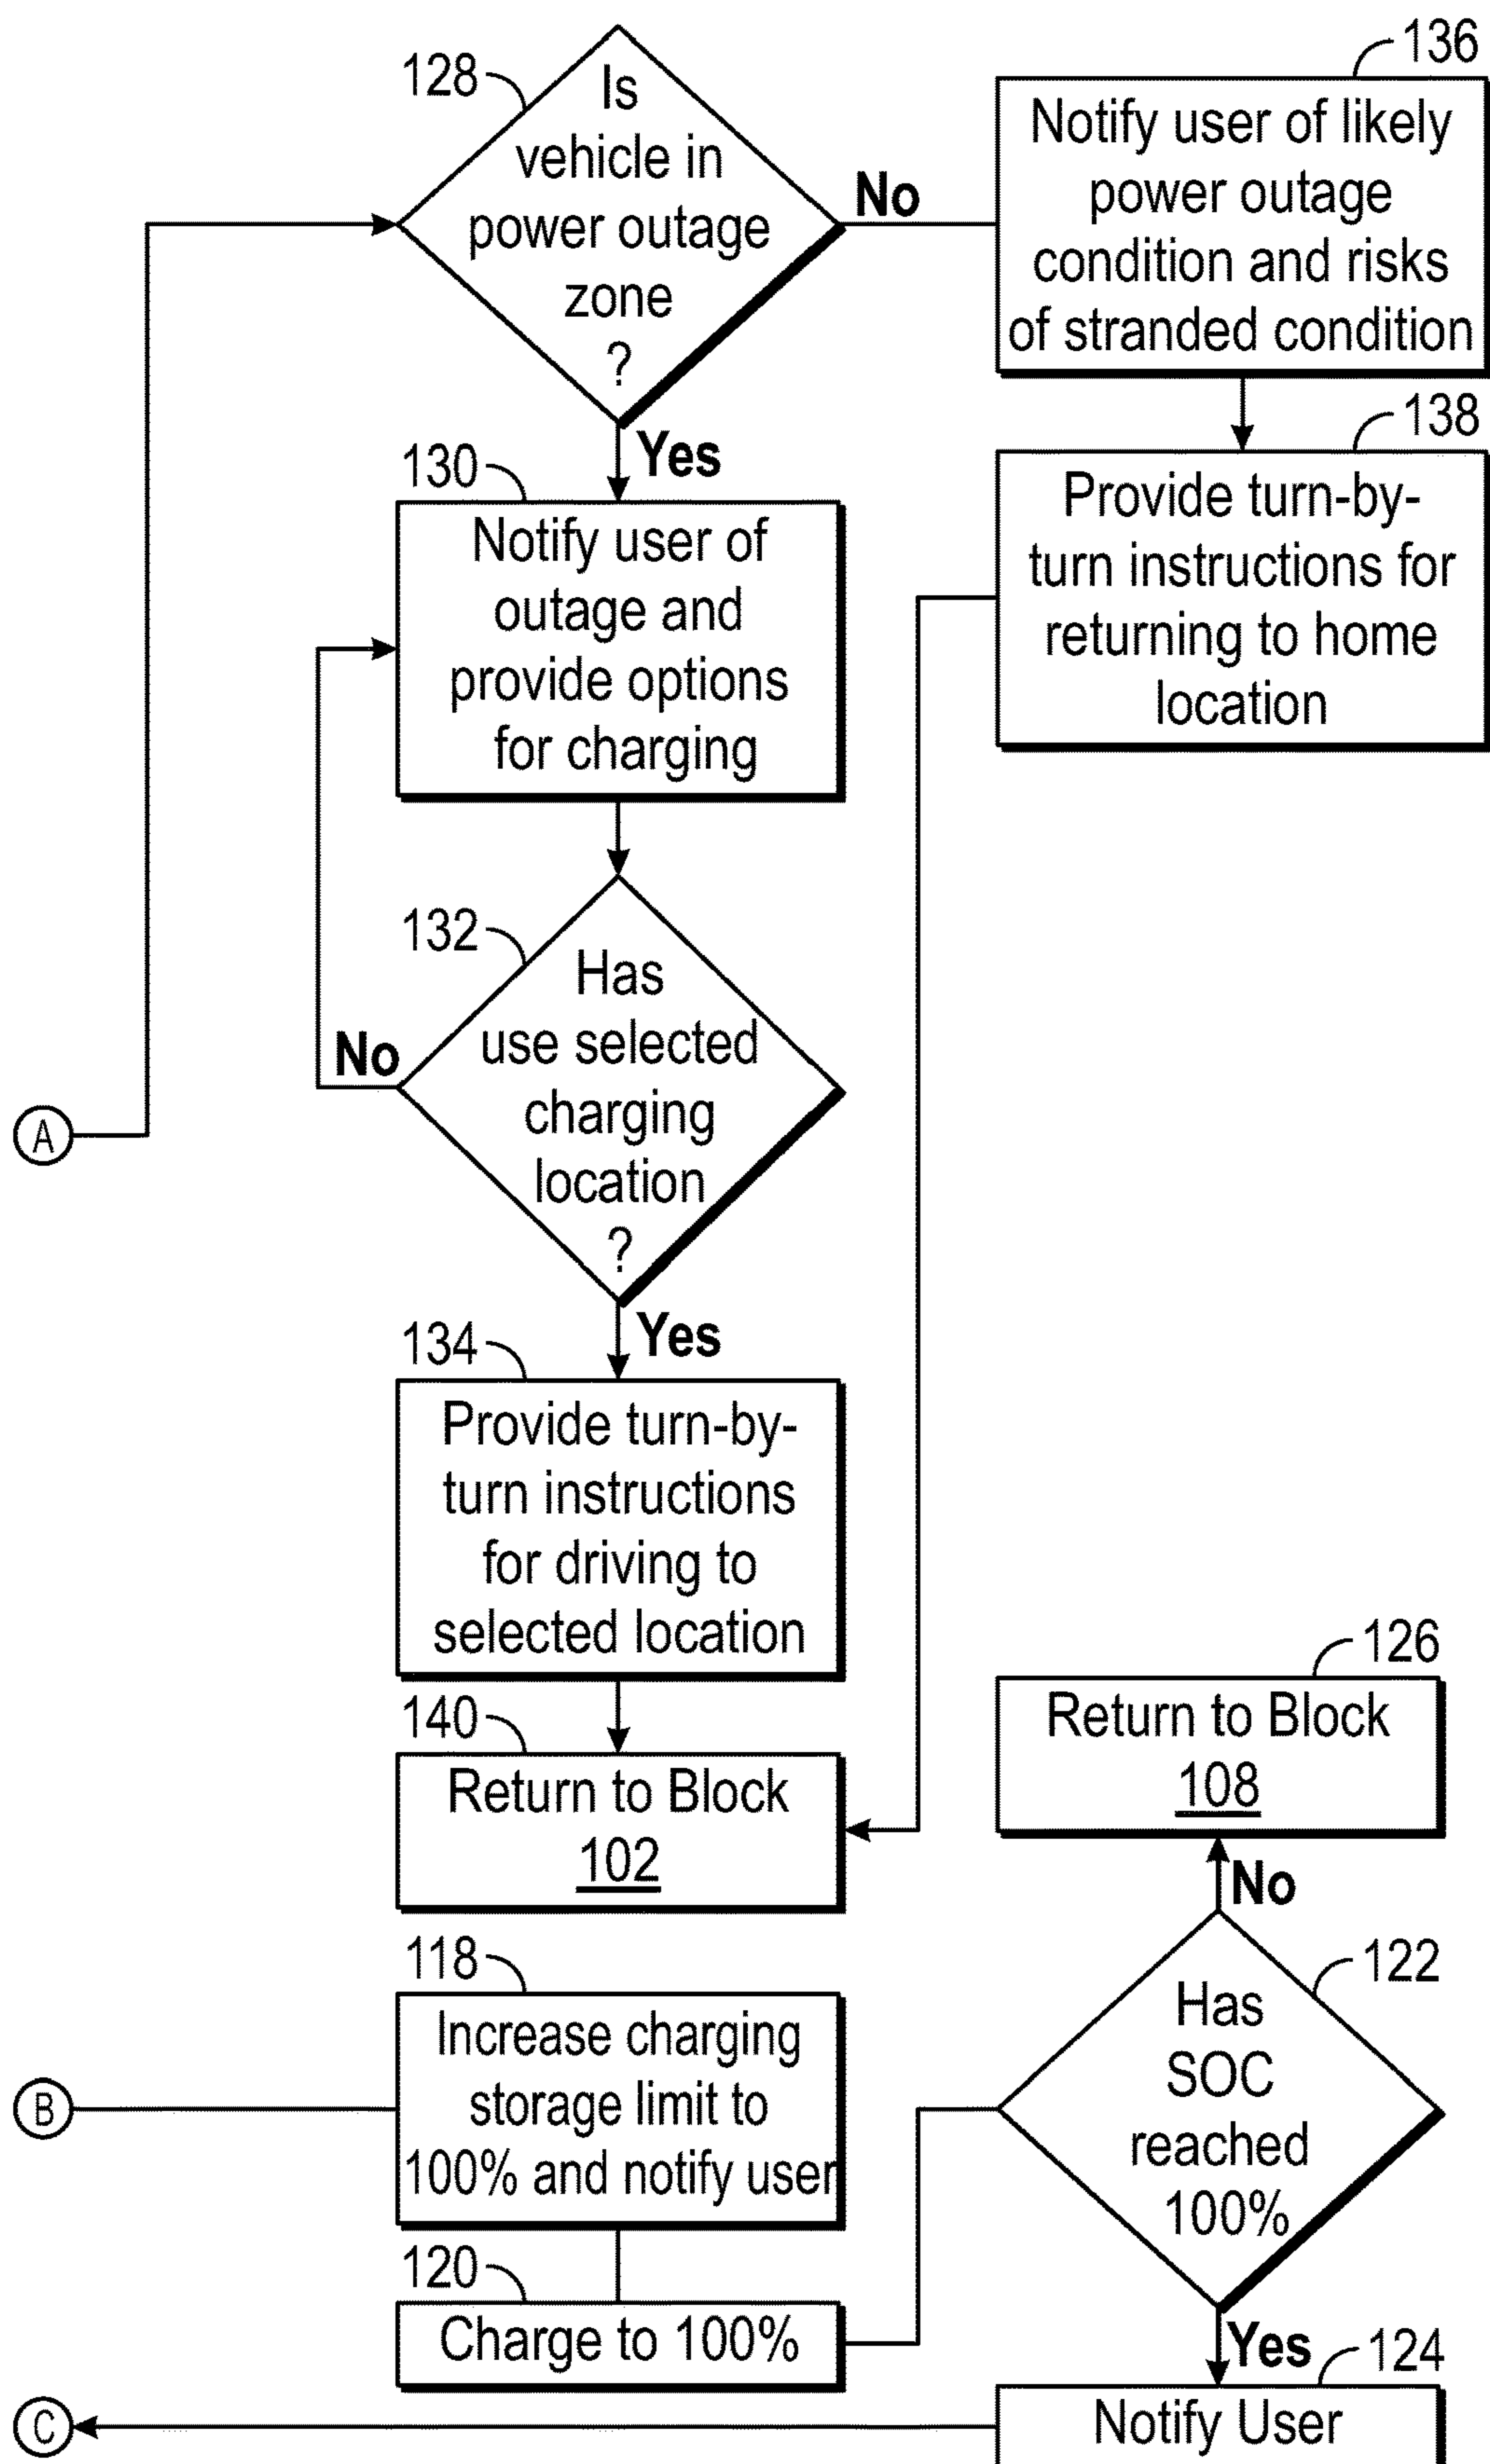 128
Is
vehicle in
power outage
zone
?
No
Yes
136
Notify user of likely
power outage
condition and risks
of stranded condition
138
Provide turn-by-
turn instructions for
returning to home
location
130
Notify user of
outage and
provide options
for charging
132
Has
use selected
charging
location
?
No
Yes
A
134
Provide turn-by-
turn instructions
for driving to
selected location
140
Return to Block
102
126
Return to Block
108
No
122
Has
SOC
reached
100%
Yes
118
Increase charging
storage limit to
100% and notify user
B
120
Charge to 100%
124
Notify User
C